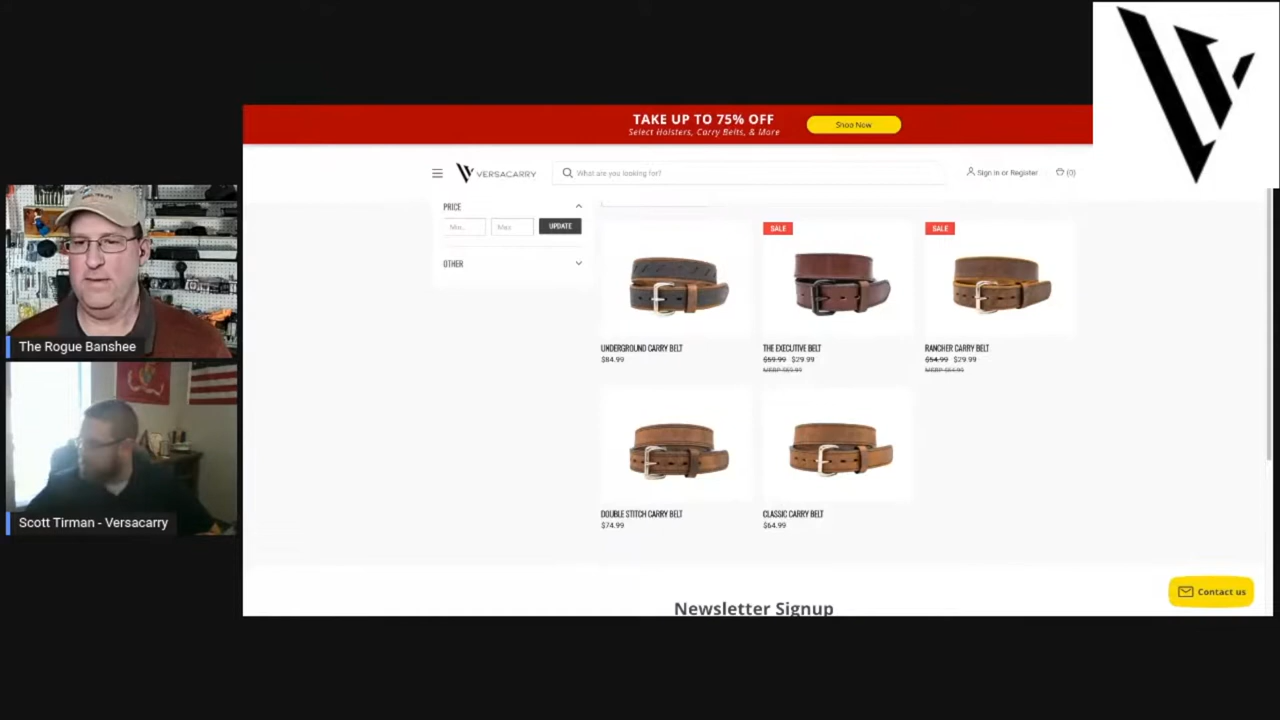 TAKE UP TO 75% OFF
Select Holsters, Carry Belts, & More
Shop Now
VERSACARRY
What are you looking for?
Sign in or Register
(0)
PRICE
Min.
Max
UPDATE
OTHER
SALE
SALE
UNDERGROUND CARRY BELT
$84.99
THE EXECUTIVE BELT
$59.99 $29.99
RANCHER CARRY BELT
$54.99 $29.99
DOUBLE STITCH CARRY BELT
$74.99
CLASSIC CARRY BELT
$64.99
Newsletter Signup
Contact us
The Rogue Banshee
Scott Tirman - Versacarry